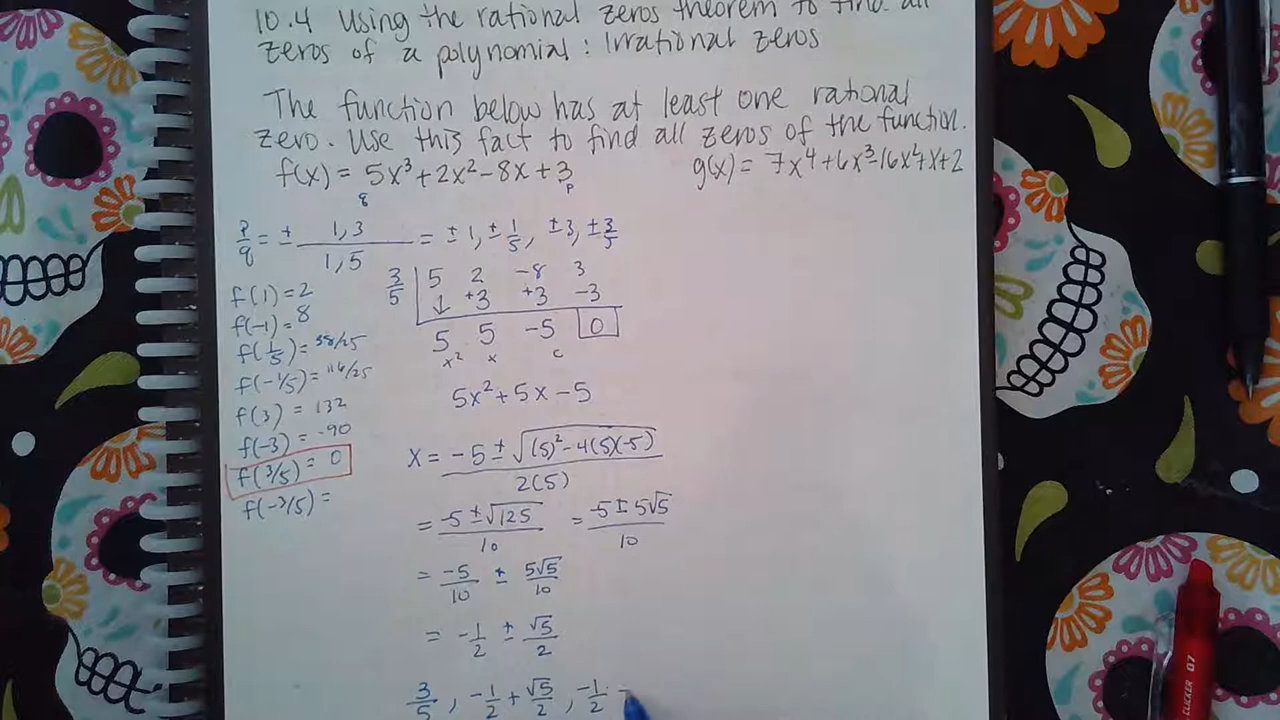 10.4 Using the rational zeros theorem to find all
zeros of a polynomial: Irrational zeros
The function below has at least one rational
zero. Use this fact to find all zeros of the function.
f(x) = 5x³+2x²-8x+3
p
q
g(x) = 7x⁴+6x³-16x²+x+2
p/q = ± 1,3 / 1,5 = ±1, ±1/5, ±3, ±3/5
f(1) = 2
f(-1) = 8
f(1/5) = 38/25
f(-1/5) = 116/25
f(3) = 132
f(-3) = -90
f(3/5) = 0
f(-3/5) =
3/5 | 5 2 -8 3
↓ +3 +3 -3
5 5 -5 0
x² x c
5x²+5x-5
x = -5 ± √(5)²-4(5)(-5) / 2(5)
= -5 ± √125 / 10 = -5 ± 5√5 / 10
= -5/10 ± 5√5/10
= -1/2 ± √5/2
3/5, -1/2 + √5/2, -1/2 -
CLICKER 07